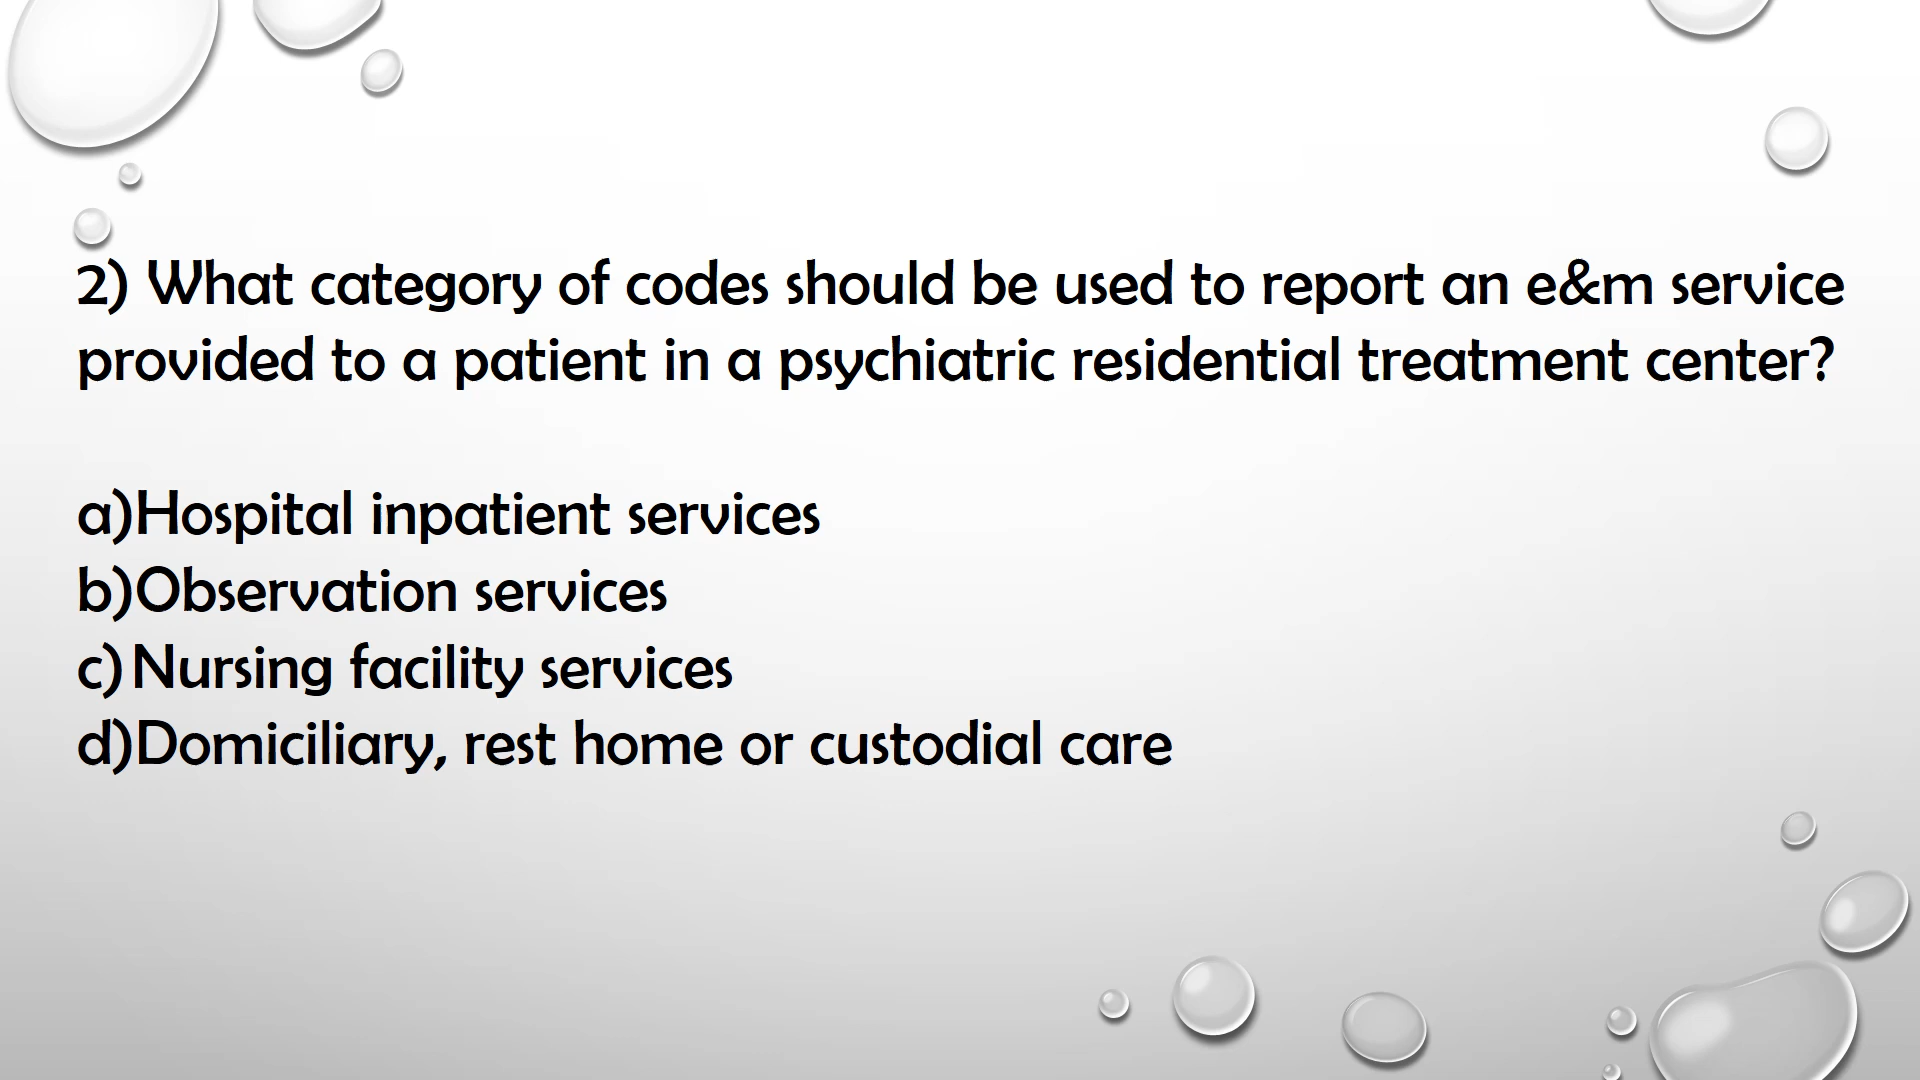 2) What category of codes should be used to report an e&m service
provided to a patient in a psychiatric residential treatment center?
a)Hospital inpatient services
b)Observation services
c)Nursing facility services
d)Domiciliary, rest home or custodial care